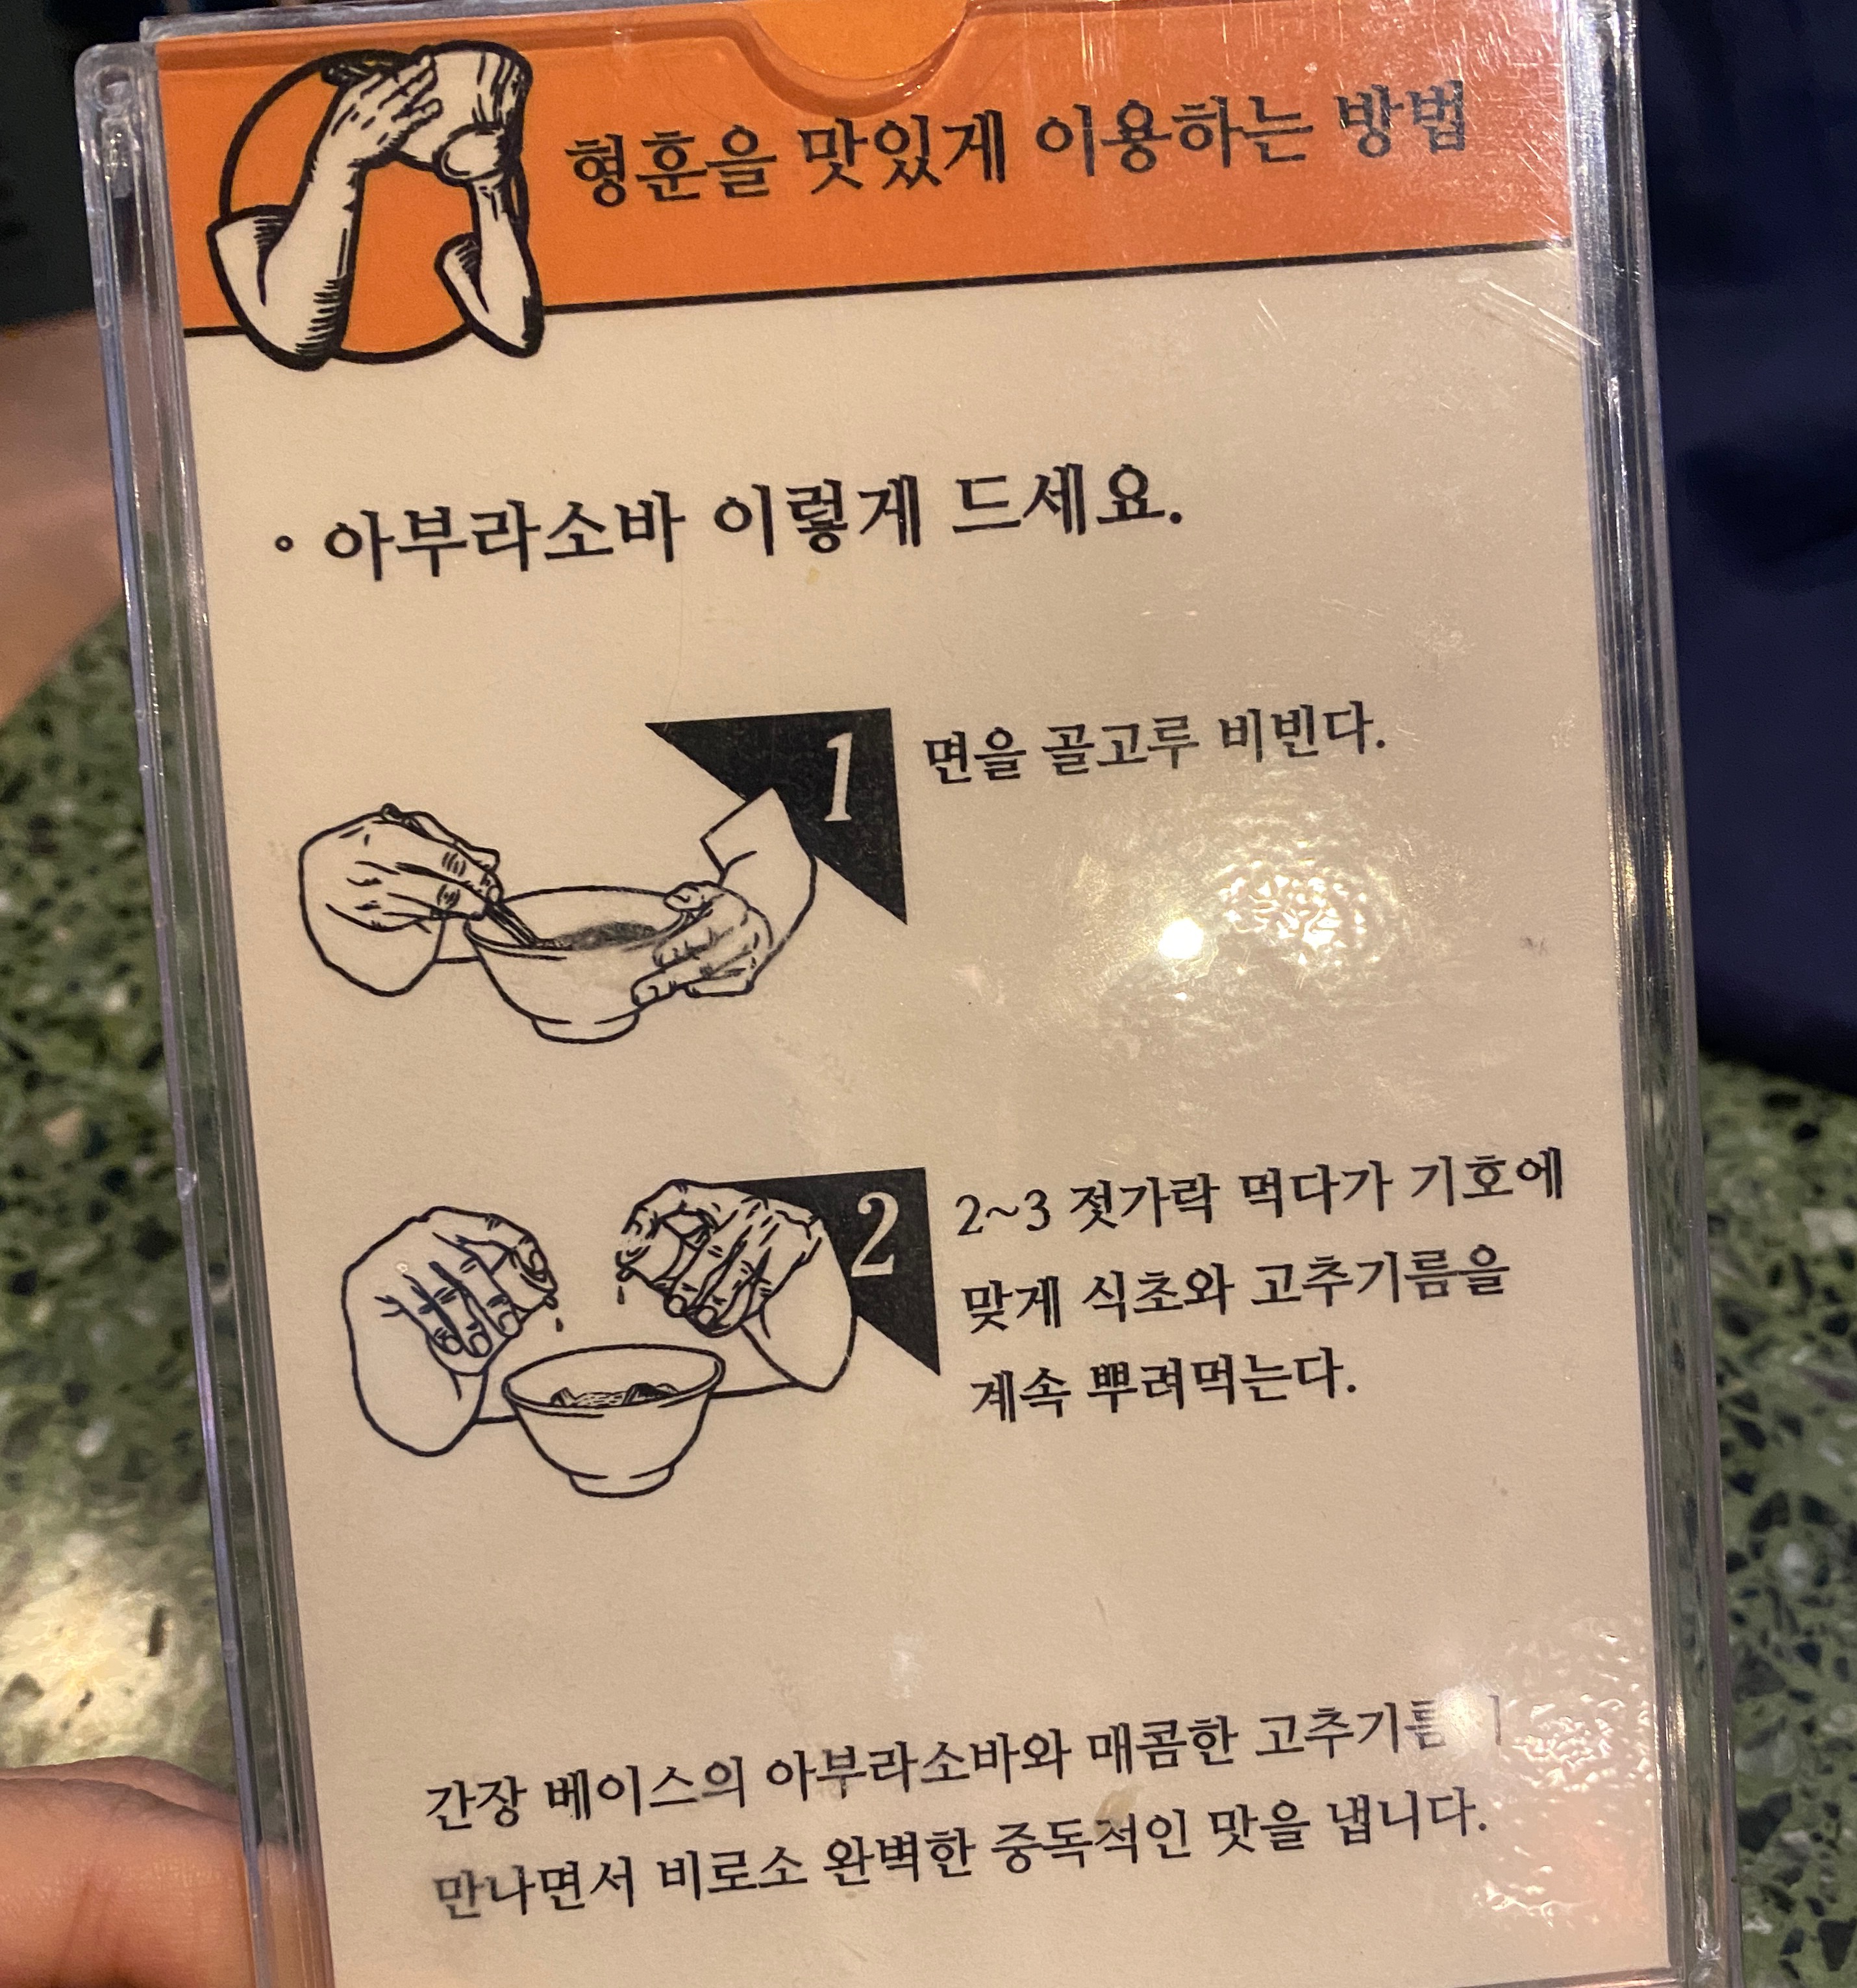 형훈을 맛있게 이용하는 방법
◦ 아부라소바 이렇게 드세요.
1
면을 골고루 비빈다.
2
2~3 젓가락 먹다가 기호에
맞게 식초와 고추기름을
계속 뿌려먹는다.
간장 베이스의 아부라소바와 매콤한 고추기름이
만나면서 비로소 완벽한 중독적인 맛을 냅니다.